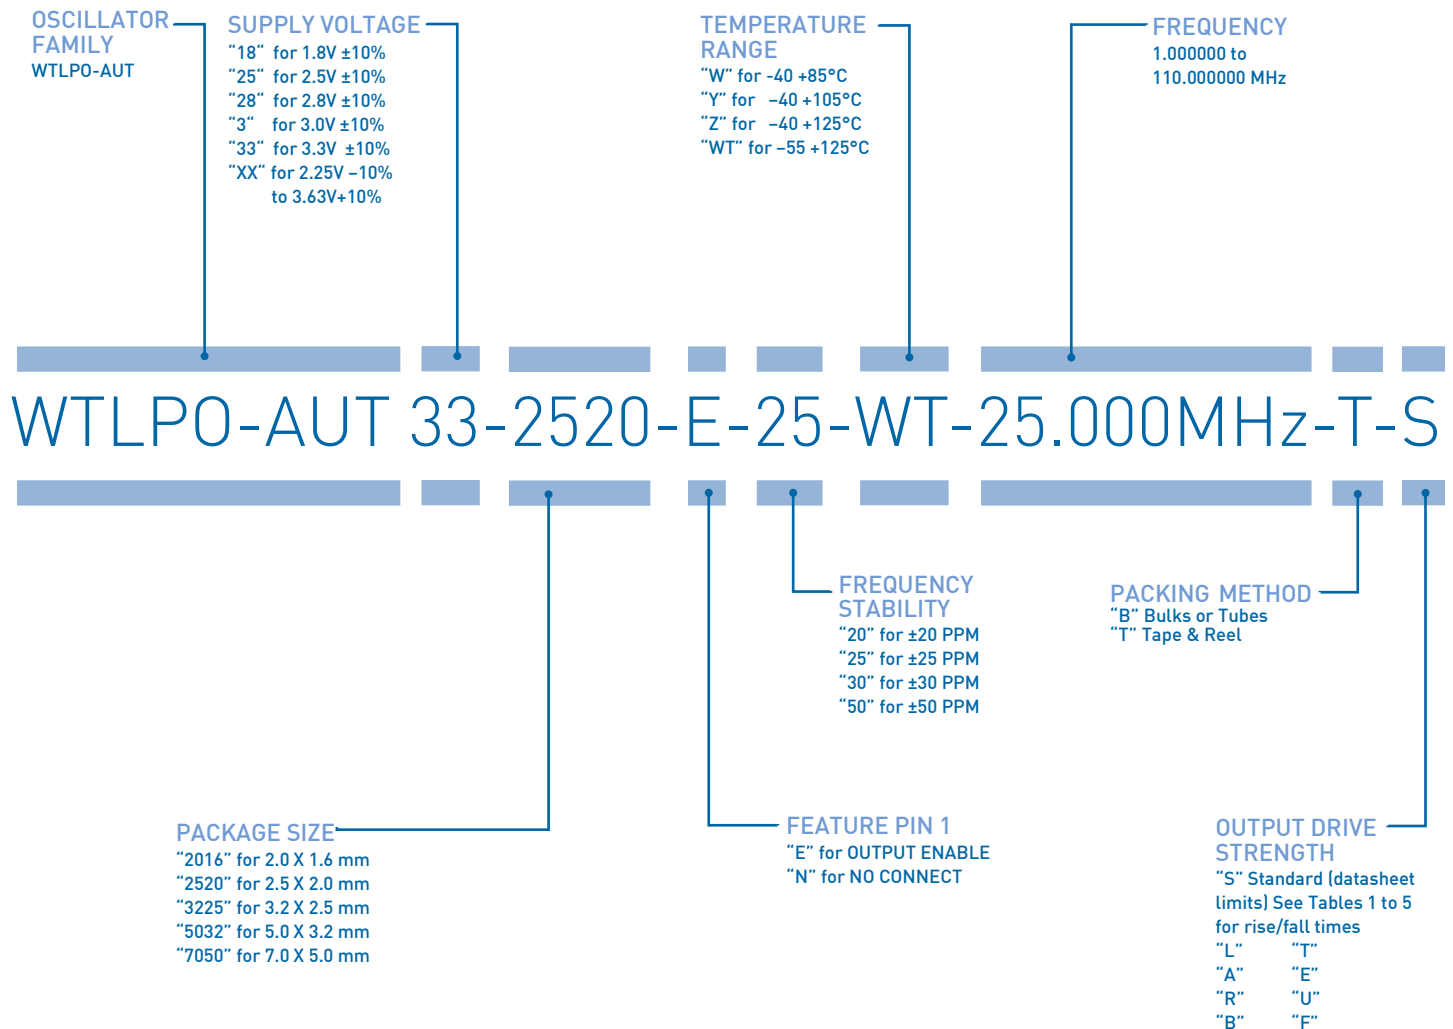 OSCILLATOR
FAMILY
WTLPO-AUT
SUPPLY VOLTAGE
“18“ for 1.8V ±10%
“25“ for 2.5V ±10%
“28“ for 2.8V ±10%
“3“ for 3.0V ±10%
“33“ for 3.3V ±10%
“XX“ for 2.25V –10%
to 3.63V+10%
TEMPERATURE
RANGE
“W” for -40 +85°C
“Y” for –40 +105°C
“Z” for –40 +125°C
“WT” for –55 +125°C
FREQUENCY
1.000000 to
110.000000 MHz
WTLPO-AUT 33-2520-E-25-WT-25.000MHz-T-S
FREQUENCY
STABILITY
“20” for ±20 PPM
“25” for ±25 PPM
“30” for ±30 PPM
“50” for ±50 PPM
PACKING METHOD
“B” Bulks or Tubes
“T” Tape & Reel
PACKAGE SIZE
“2016” for 2.0 X 1.6 mm
“2520” for 2.5 X 2.0 mm
“3225” for 3.2 X 2.5 mm
“5032” for 5.0 X 3.2 mm
“7050” for 7.0 X 5.0 mm
FEATURE PIN 1
“E” for OUTPUT ENABLE
“N” for NO CONNECT
OUTPUT DRIVE
STRENGTH
“S” Standard (datasheet
limits) See Tables 1 to 5
for rise/fall times
“L” “T”
“A” “E”
“R” “U”
“B” “F”